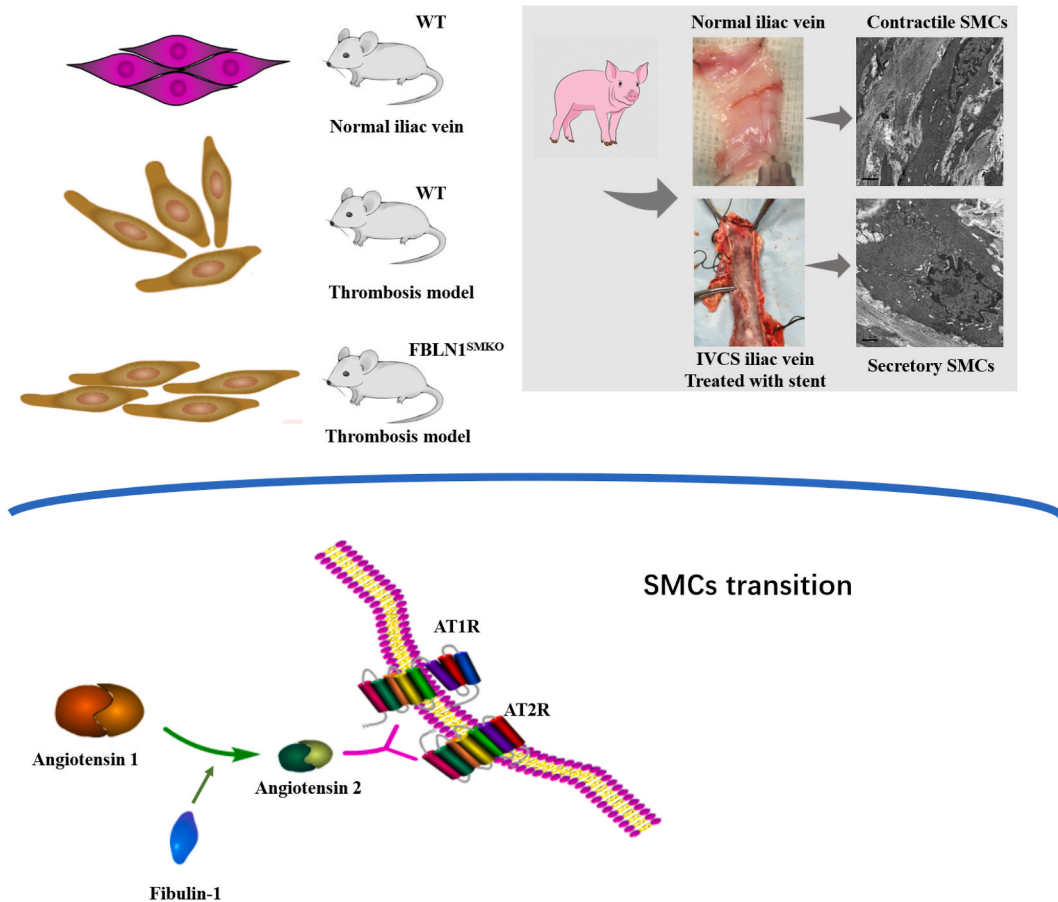 WT
Normal iliac vein
WT
Thrombosis model
FBLN1SMKO
Thrombosis model
Normal iliac vein
Contractile SMCs
IVCS iliac vein
Treated with stent
Secretory SMCs
SMCs transition
AT1R
AT2R
Angiotensin 1
Angiotensin 2
Fibulin-1